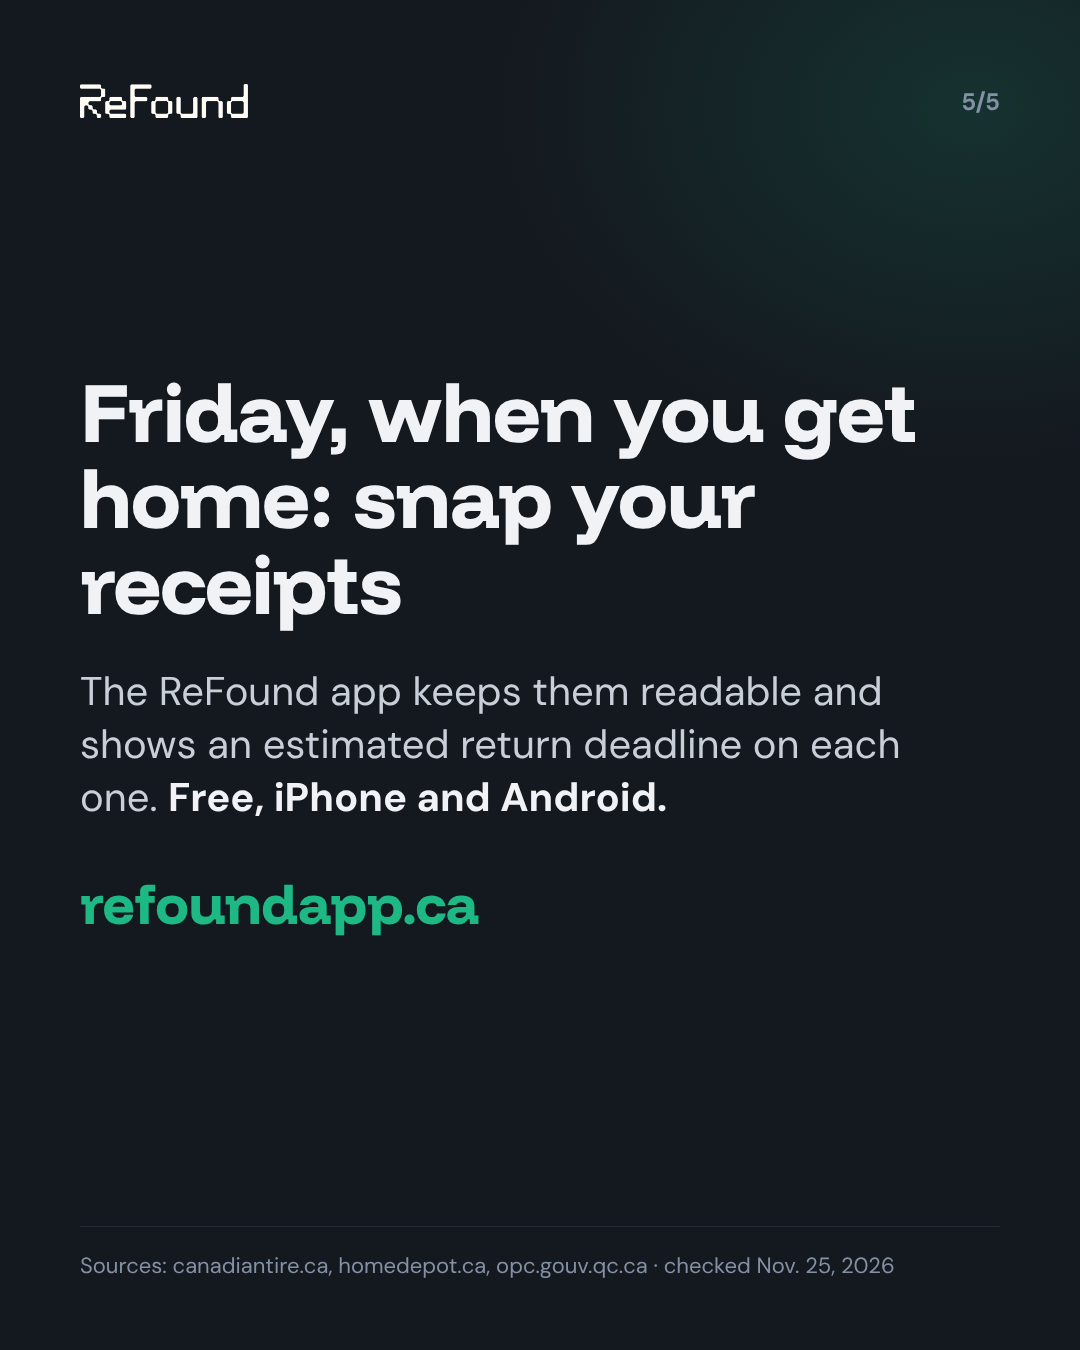 ReFound
5/5
Friday, when you get
home: snap your
receipts
The ReFound app keeps them readable and
shows an estimated return deadline on each
one. Free, iPhone and Android.
refoundapp.ca
Sources: canadiantire.ca, homedepot.ca, opc.gouv.qc.ca · checked Nov. 25, 2026